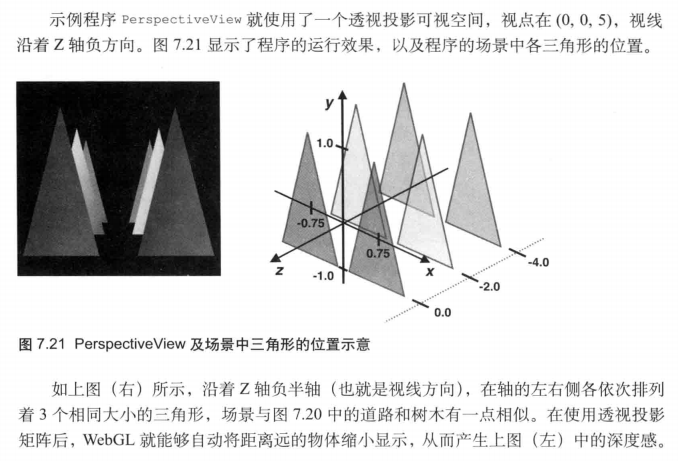 示例程序 PerspectiveView 就使用了一个透视投影可视空间，视点在 (0, 0, 5)，视线
沿着 Z 轴负方向。图 7.21 显示了程序的运行效果，以及程序的场景中各三角形的位置。
y
1.0
-0.75
0.75
z
-1.0
x
-4.0
-2.0
0.0
图 7.21 PerspectiveView 及场景中三角形的位置示意
如上图（右）所示，沿着 Z 轴负半轴（也就是视线方向），在轴的左右侧各依次排列
着 3 个相同大小的三角形，场景与图 7.20 中的道路和树木有一点相似。在使用透视投影
矩阵后，WebGL 就能够自动将距离远的物体缩小显示，从而产生上图（左）中的深度感。